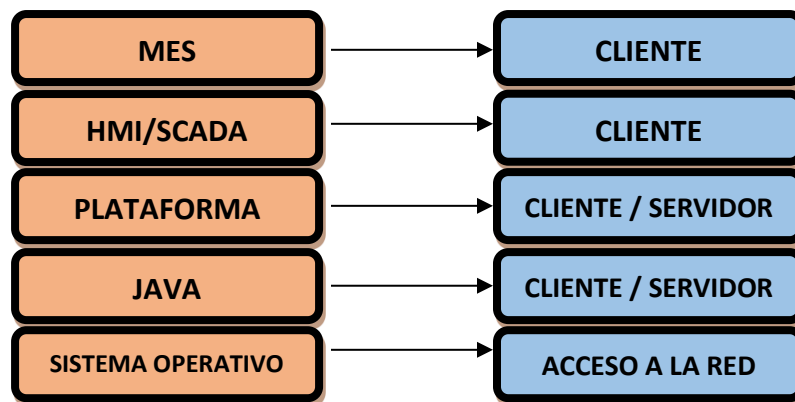 MES
CLIENTE
HMI/SCADA
CLIENTE
PLATAFORMA
CLIENTE / SERVIDOR
JAVA
CLIENTE / SERVIDOR
SISTEMA OPERATIVO
ACCESO A LA RED